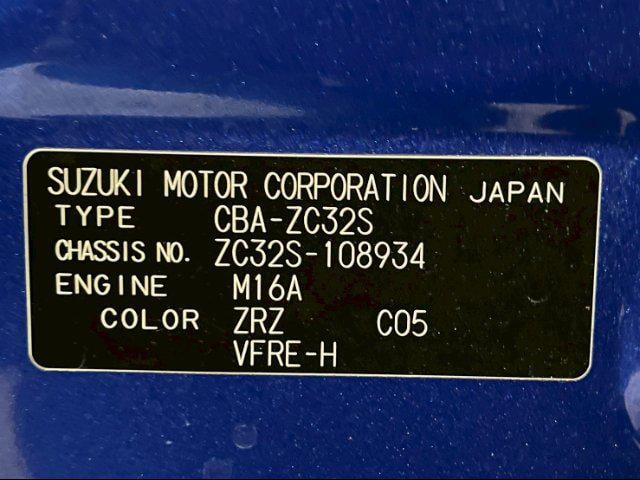 SUZUKI MOTOR CORPORATION JAPAN
TYPE CBA-ZC32S
CHASSIS NO. ZC32S-108934
ENGINE M16A
COLOR ZRZ C05
VFRE-H